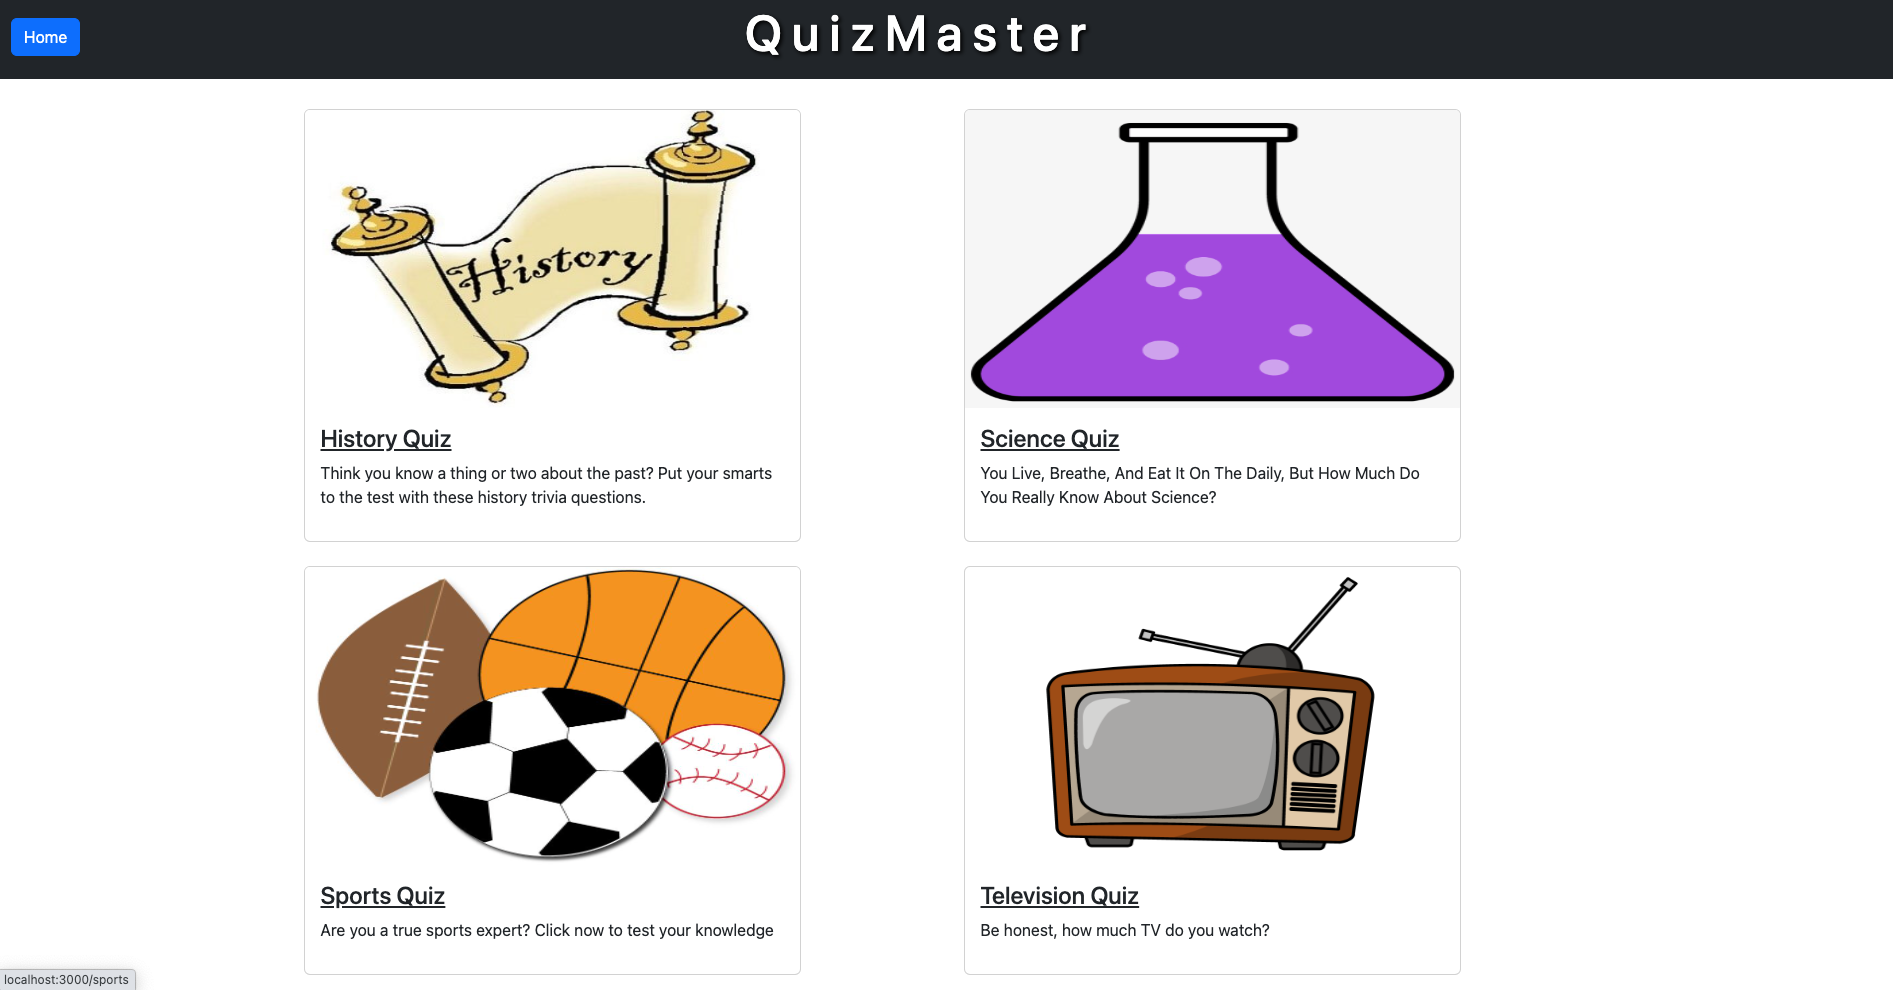 Home
QuizMaster
History
History Quiz
Think you know a thing or two about the past? Put your smarts
to the test with these history trivia questions.
Science Quiz
You Live, Breathe, And Eat It On The Daily, But How Much Do
You Really Know About Science?
Sports Quiz
Are you a true sports expert? Click now to test your knowledge
Television Quiz
Be honest, how much TV do you watch?
localhost:3000/sports